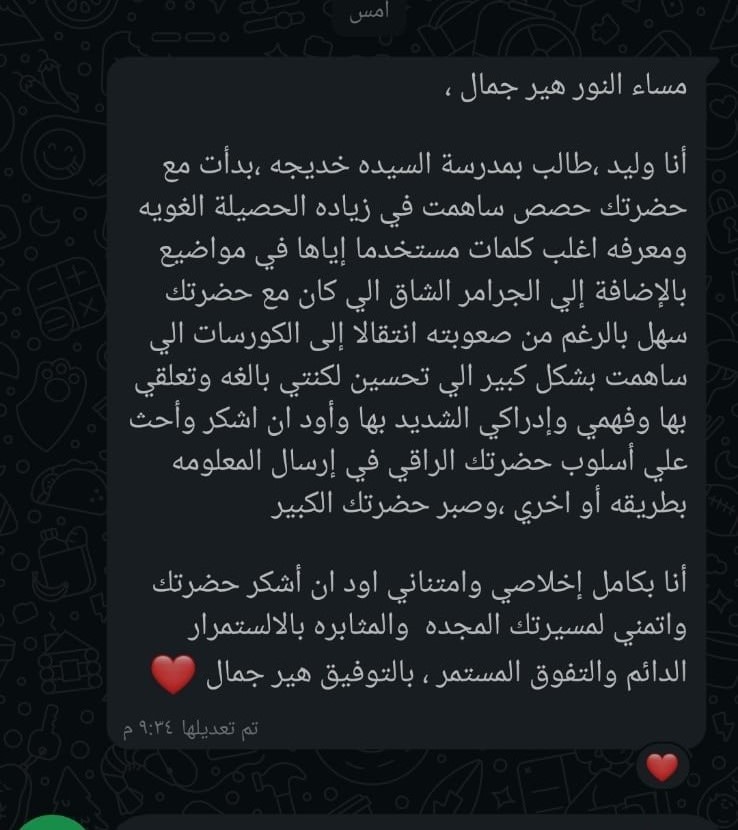 أمس
مساء النور هير جمال ،
أنا وليد ،طالب بمدرسة السيده خديجه ،بدأت مع
حضرتك حصص ساهمت في زياده الحصيلة الغويه
ومعرفه اغلب كلمات مستخدما إياها في مواضيع
بالإضافة إلي الجرامر الشاق الي كان مع حضرتك
سهل بالرغم من صعوبته انتقالا إلى الكورسات الي
ساهمت بشكل كبير الي تحسين لكنتي بالغه وتعلقي
بها وفهمي وإدراكي الشديد بها وأود ان اشكر وأحث
علي أسلوب حضرتك الراقي في إرسال المعلومه
بطريقه أو اخري ،وصبر حضرتك الكبير
أنا بكامل إخلاصي وامتناني اود ان أشكر حضرتك
واتمني لمسيرتك المجده والمثابره بالالستمرار
الدائم والتفوق المستمر ، بالتوفيق هير جمال ❤️
تم تعديلها ٩:٣٤ م